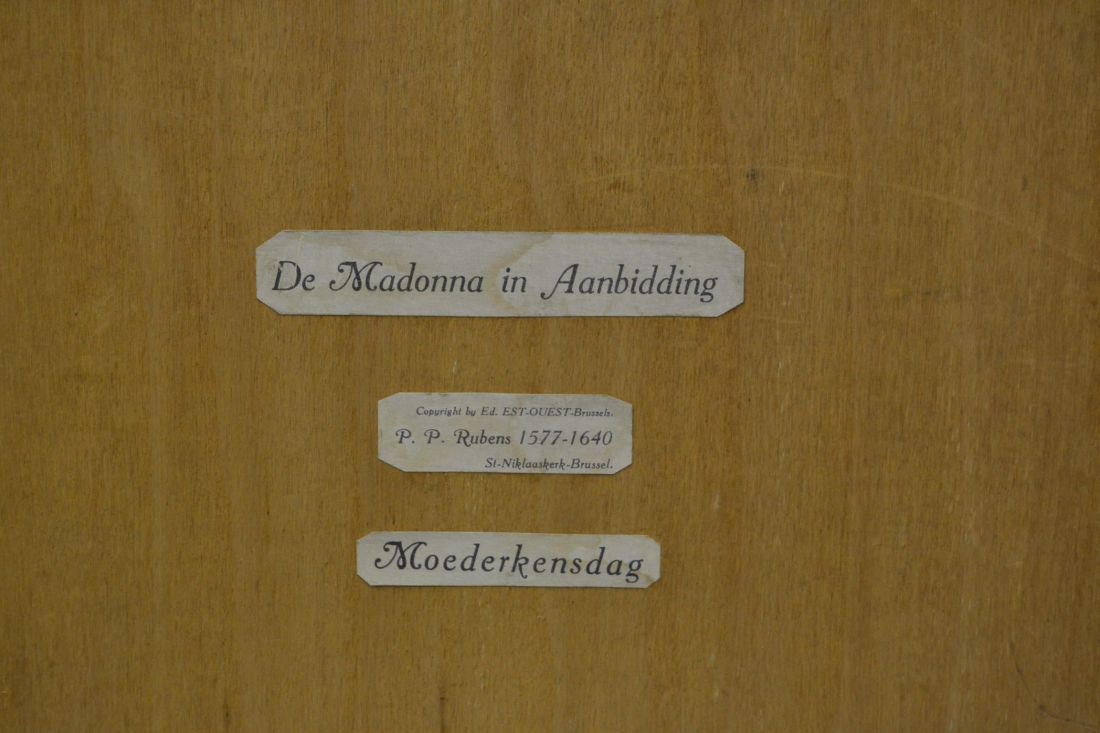 De Madonna in Aanbidding
Copyright by Ed. EST-OUEST-Brussels.
P. P. Rubens 1577-1640
St-Niklaaskerk-Brussel.
Moederkensdag